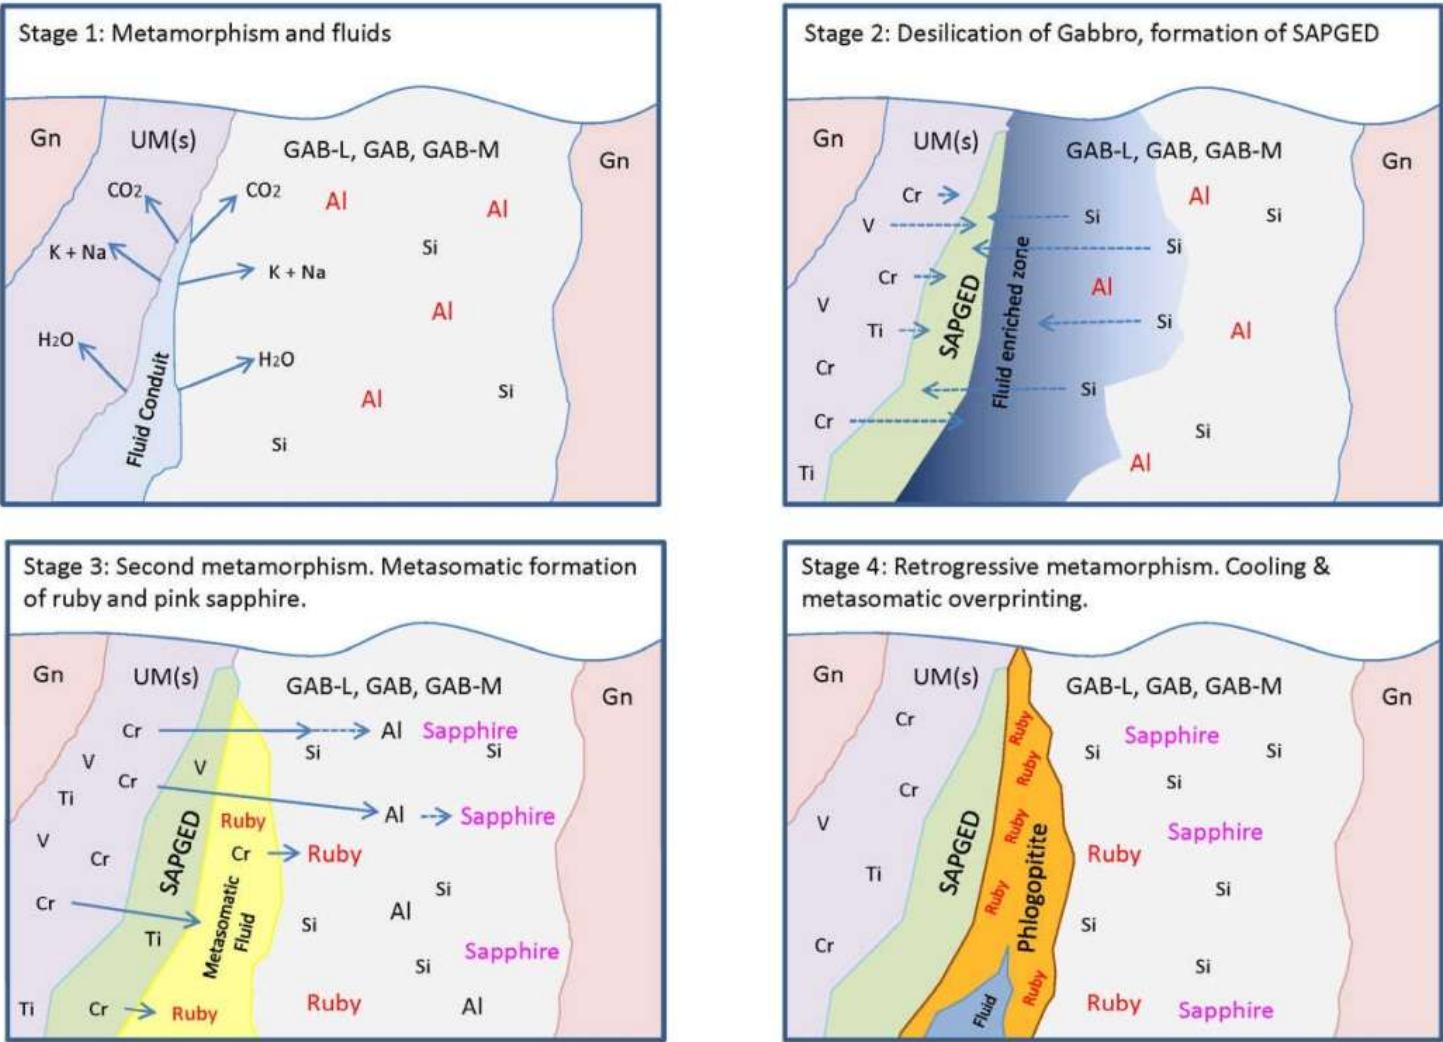 Stage 1: Metamorphism and fluids
Gn
UM(s)
GAB-L, GAB, GAB-M
Gn
CO2
CO2
Al
Al
K + Na
Si
K + Na
Al
H2O
H2O
Al
Si
Fluid Conduit
Si
Stage 2: Desilication of Gabbro, formation of SAPGED
Gn
UM(s)
GAB-L, GAB, GAB-M
Gn
Cr
Al
V
Si
Si
Si
Cr
Al
V
Ti
Si
Al
SAPGED
Fluid enriched zone
Cr
Si
Cr
Si
Ti
Al
Stage 3: Second metamorphism. Metasomatic formation
of ruby and pink sapphire.
Gn
UM(s)
GAB-L, GAB, GAB-M
Gn
Cr
Al
Sapphire
Si
Si
V
V
Cr
Ti
Al
Sapphire
Ruby
V
Cr
Cr
Ruby
SAPGED
Si
Cr
Al
Metasomatic
Fluid
Si
Ti
Sapphire
Si
Ti
Cr
Ruby
Ruby
Al
Stage 4: Retrogressive metamorphism. Cooling &
metasomatic overprinting.
Gn
UM(s)
GAB-L, GAB, GAB-M
Gn
Cr
Ruby
Sapphire
Si
Si
Ruby
Si
Cr
V
Ruby
Sapphire
Ruby
Ti
SAPGED
Ruby
Phlogopitite
Si
Si
Cr
Si
Ruby
Fluid
Ruby
Sapphire